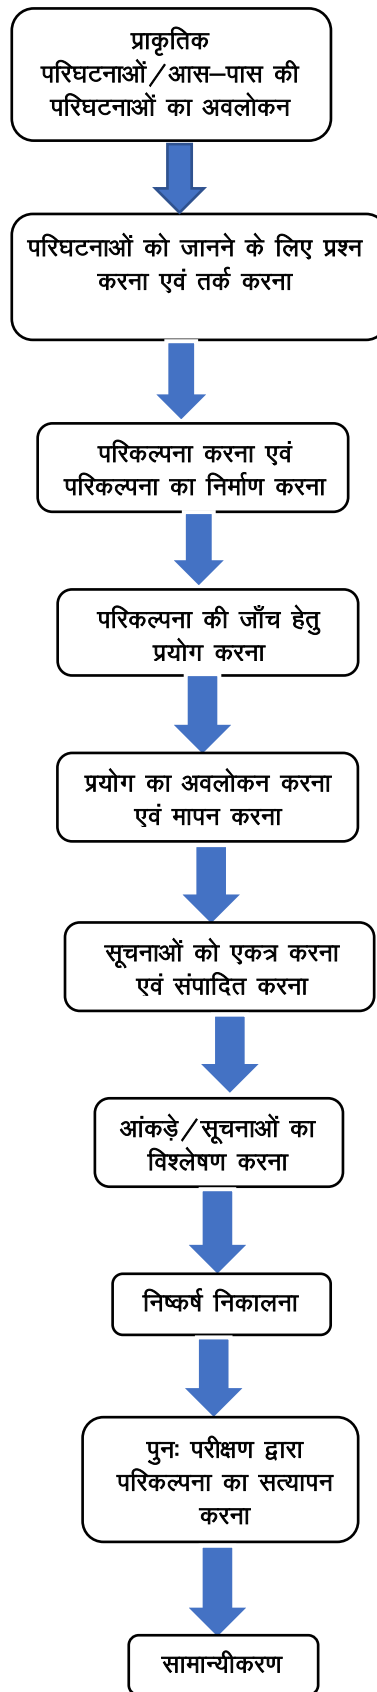 प्राकृतिक
परिघटनाओं/आस–पास की
परिघटनाओं का अवलोकन
परिघटनाओं को जानने के लिए प्रश्न
करना एवं तर्क करना
परिकल्पना करना एवं
परिकल्पना का निर्माण करना
परिकल्पना की जाँच हेतु
प्रयोग करना
प्रयोग का अवलोकन करना
एवं मापन करना
सूचनाओं को एकत्र करना
एवं संपादित करना
आंकड़े/सूचनाओं का
विश्लेषण करना
निष्कर्ष निकालना
पुनः परीक्षण द्वारा
परिकल्पना का सत्यापन
करना
सामान्यीकरण